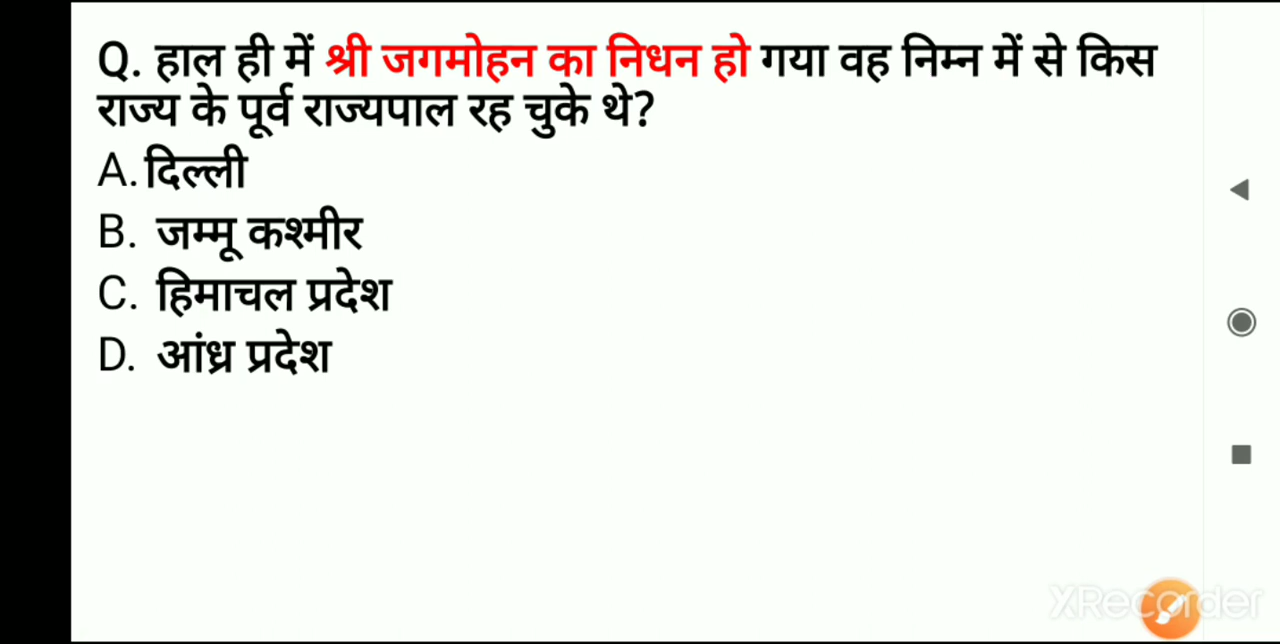 Q. हाल ही में श्री जगमोहन का निधन हो गया वह निम्न में से किस
राज्य के पूर्व राज्यपाल रह चुके थे?
A. दिल्ली
B. जम्मू कश्मीर
C. हिमाचल प्रदेश
D. आंध्र प्रदेश
XRecorder